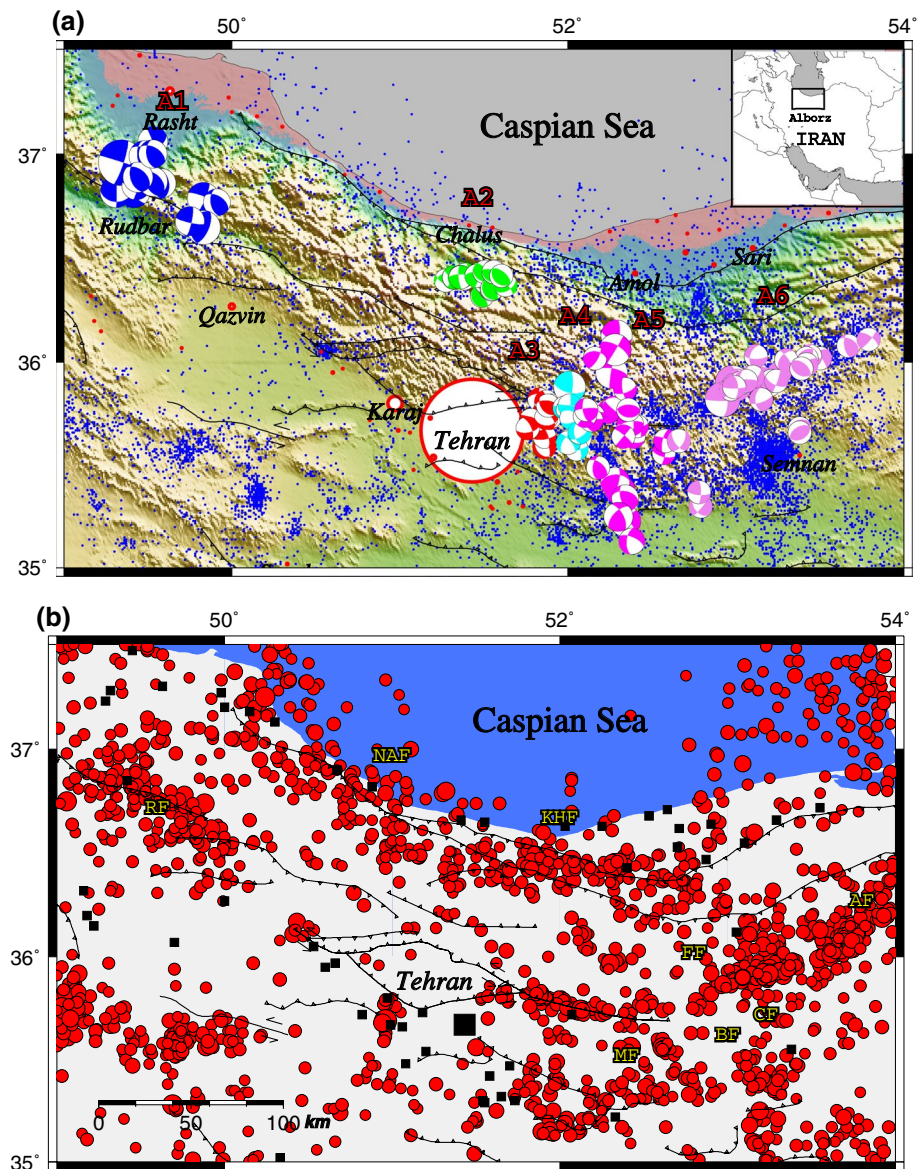 (a)
50° 52° 54°
A1
Rasht
Caspian Sea
Alborz
IRAN
37°
A2
Rudbar
Chalus
Sari
Amol
A6
Qazvin
A4
A5
A3
36°
Karaj
Tehran
Semnan
35°
(b)
50° 52° 54°
Caspian Sea
37°
NAF
RF
KHF
AF
FF
36°
Tehran
CF
BF
MF
0 50 100 km
35°